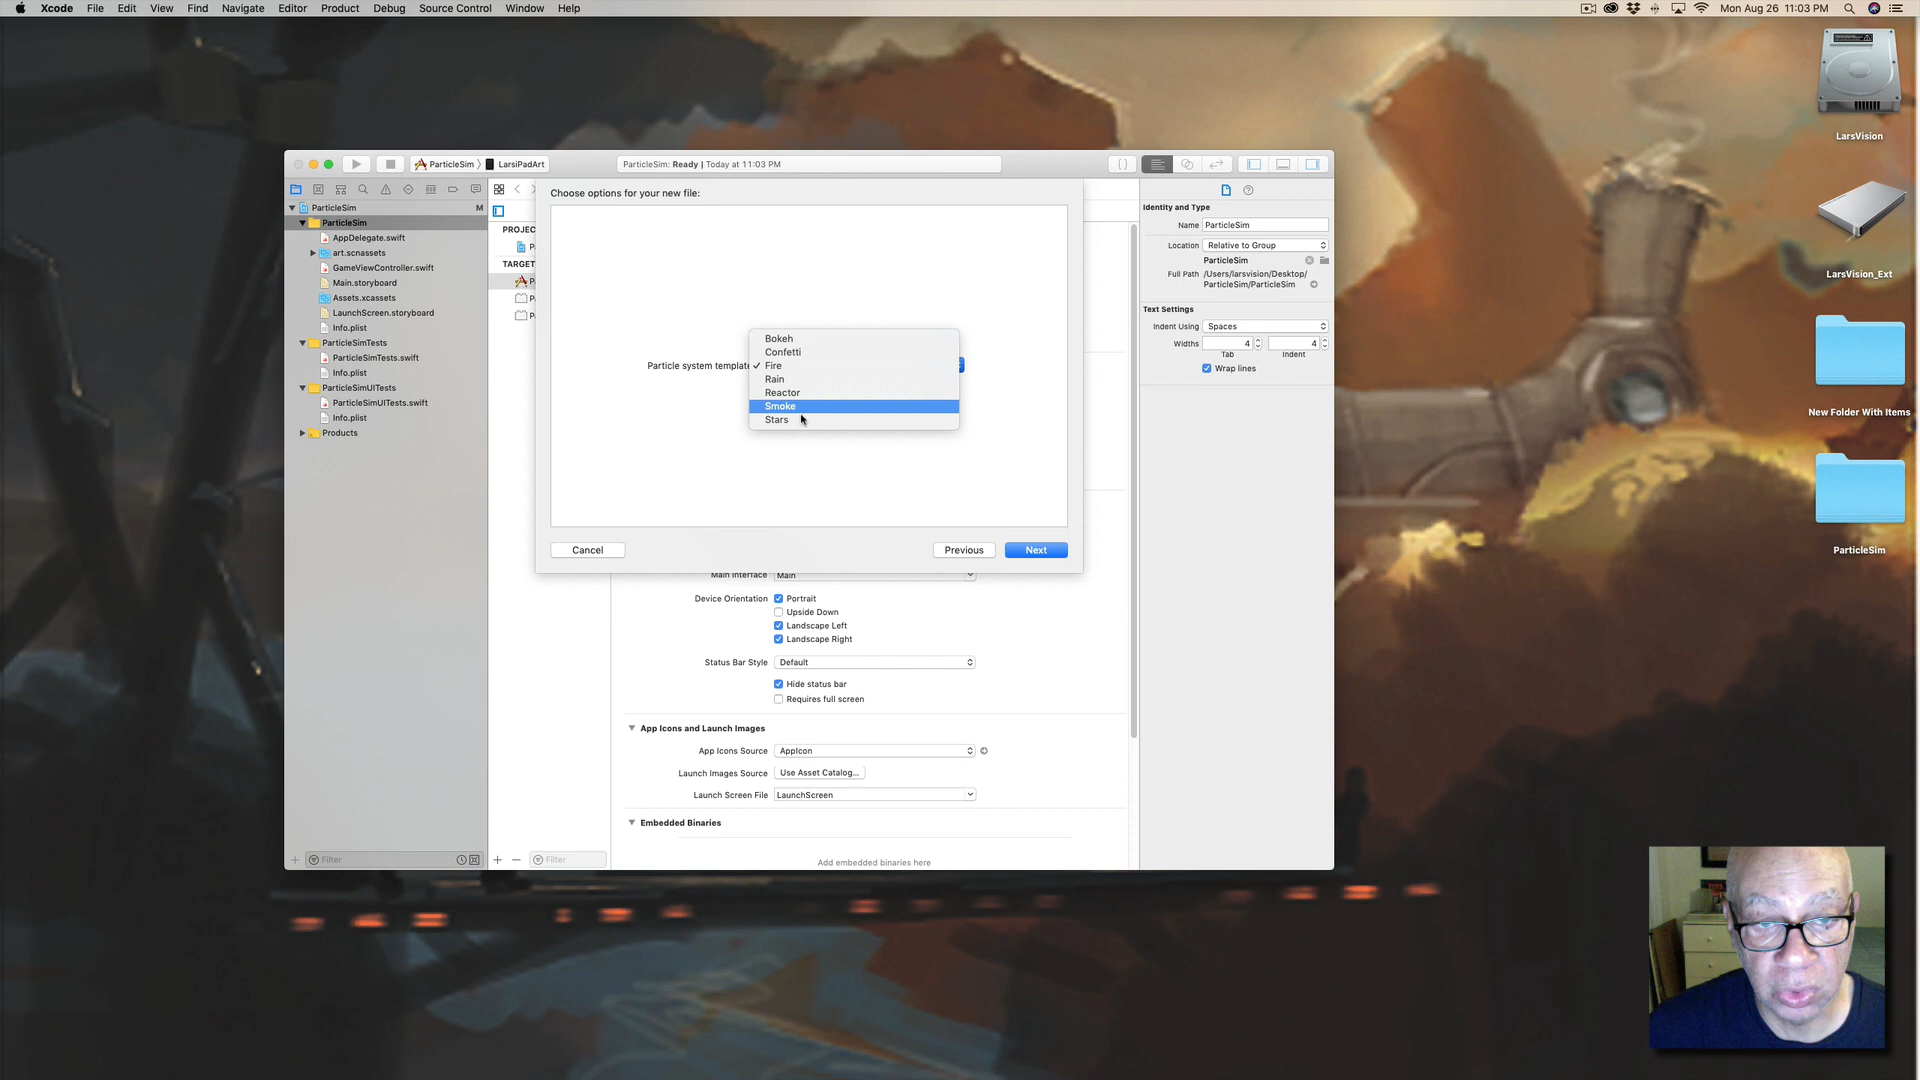 Xcode File Edit View Find Navigate Editor Product Debug Source Control Window Help
Mon Aug 26 11:03 PM
LarsVision
LarsVision_Ext
New Folder With Items
ParticleSim
ParticleSim LarsiPadArt
ParticleSim: Ready | Today at 11:03 PM
ParticleSim M
ParticleSim
AppDelegate.swift
art.scnassets
GameViewController.swift
Main.storyboard
Assets.xcassets
LaunchScreen.storyboard
Info.plist
ParticleSimTests
ParticleSimTests.swift
Info.plist
ParticleSimUITests
ParticleSimUITests.swift
Info.plist
Products
Filter
PROJEC
P
TARGET
P
P
P
Filter
Choose options for your new file:
Particle system template
Bokeh
Confetti
✓ Fire
Rain
Reactor
Smoke
Stars
Cancel
Previous
Next
Main Interface Main
Device Orientation Portrait
Upside Down
Landscape Left
Landscape Right
Status Bar Style Default
Hide status bar
Requires full screen
App Icons and Launch Images
App Icons Source AppIcon
Launch Images Source Use Asset Catalog...
Launch Screen File LaunchScreen
Embedded Binaries
Add embedded binaries here
Identity and Type
Name ParticleSim
Location Relative to Group
ParticleSim
Full Path /Users/larsvision/Desktop/
ParticleSim/ParticleSim
Text Settings
Indent Using Spaces
Widths 4 4
Tab Indent
Wrap lines